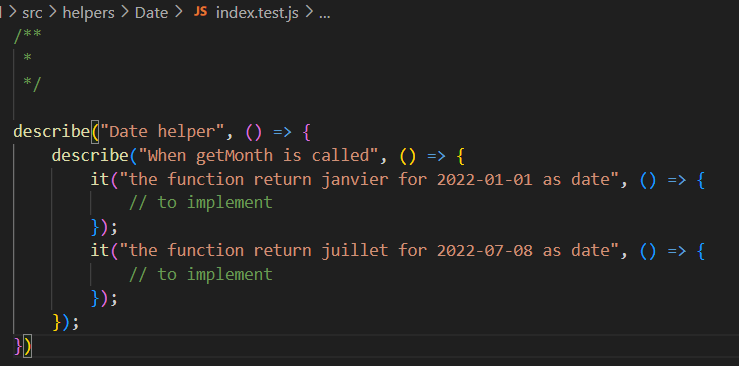 src > helpers > Date > JS index.test.js > ...
/**
 *
 */
describe("Date helper", () => {
    describe("When getMonth is called", () => {
        it("the function return janvier for 2022-01-01 as date", () => {
            // to implement
        });
        it("the function return juillet for 2022-07-08 as date", () => {
            // to implement
        });
    });
})